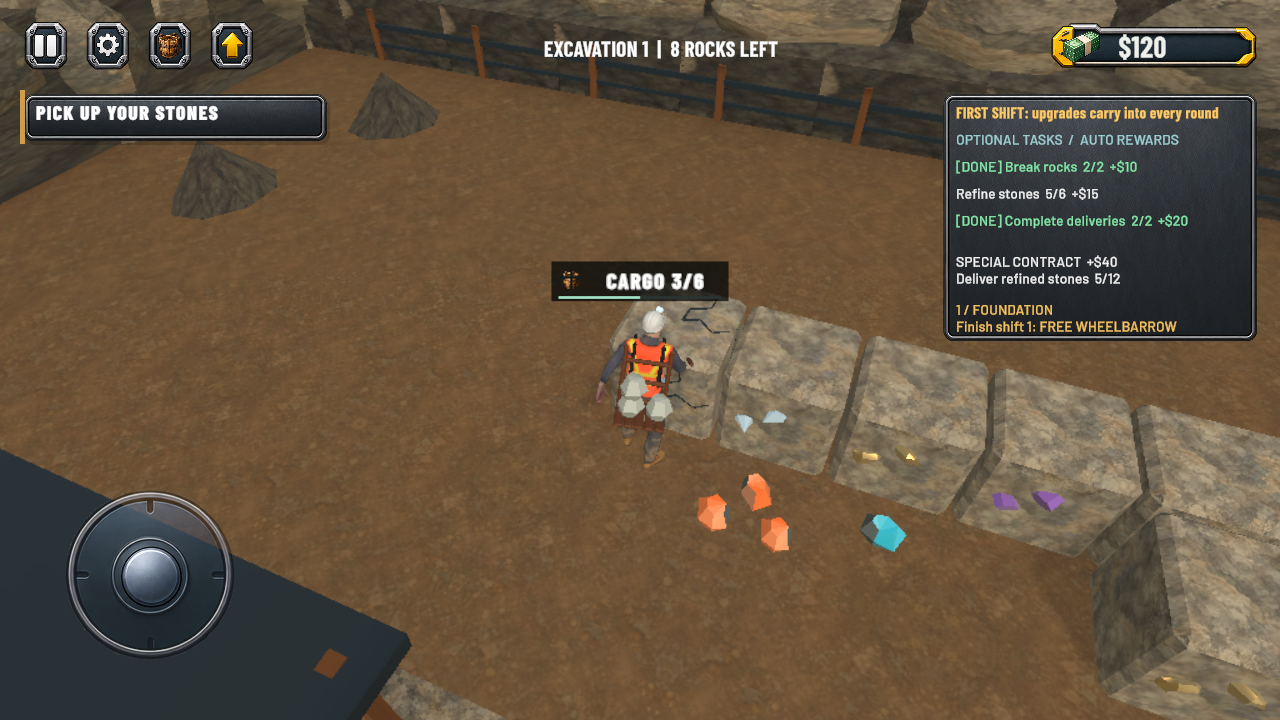 EXCAVATION 1 | 8 ROCKS LEFT
$120
PICK UP YOUR STONES
FIRST SHIFT: upgrades carry into every round
OPTIONAL TASKS / AUTO REWARDS
[DONE] Break rocks 2/2 +$10
Refine stones 5/6 +$15
[DONE] Complete deliveries 2/2 +$20
SPECIAL CONTRACT +$40
Deliver refined stones 5/12
1 / FOUNDATION
Finish shift 1: FREE WHEELBARROW
CARGO 3/6